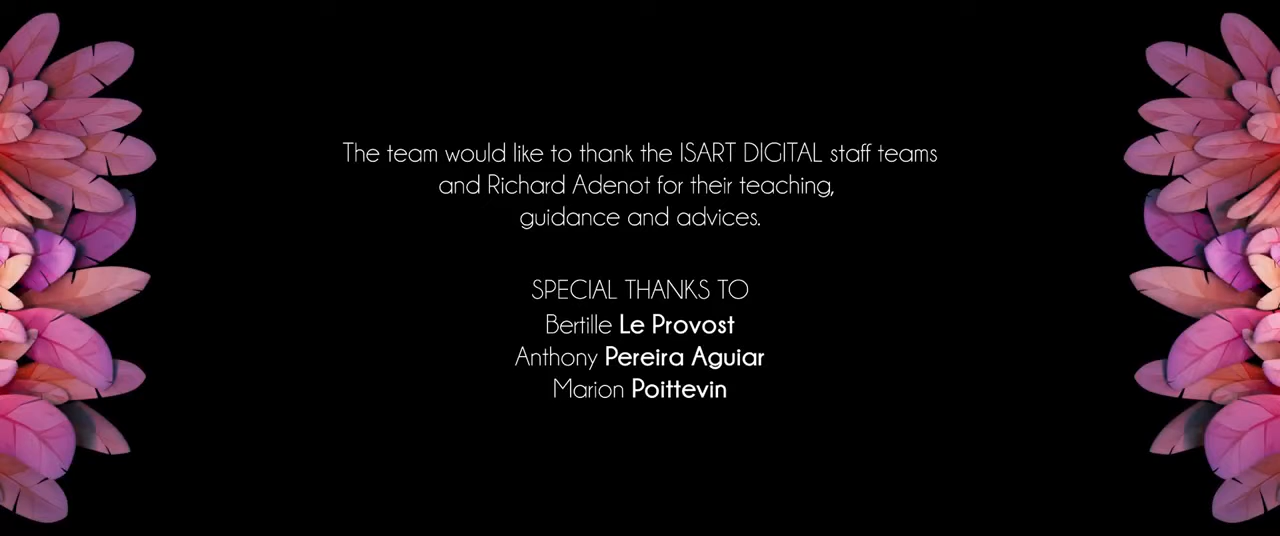 The team would like to thank the ISART DIGITAL staff teams
and Richard Adenot for their teaching,
guidance and advices.
SPECIAL THANKS TO
Bertille Le Provost
Anthony Pereira Aguiar
Marion Poittevin